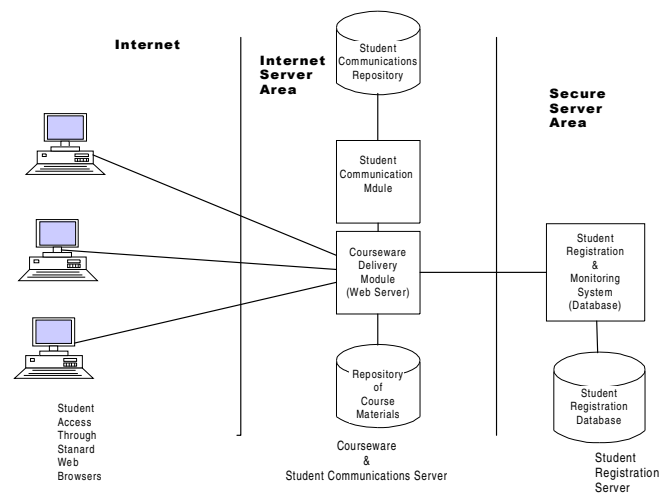 Internet
Internet
Server
Area
Student
Communications
Repository
Secure
Server
Area
Student
Communication
Mdule
Courseware
Delivery
Module
(Web Server)
Student
Registration
&
Monitoring
System
(Database)
Repository
of
Course
Materials
Student
Registration
Database
Student
Access
Through
Stanard
Web
Browsers
Courseware
&
Student Communications Server
Student
Registration
Server